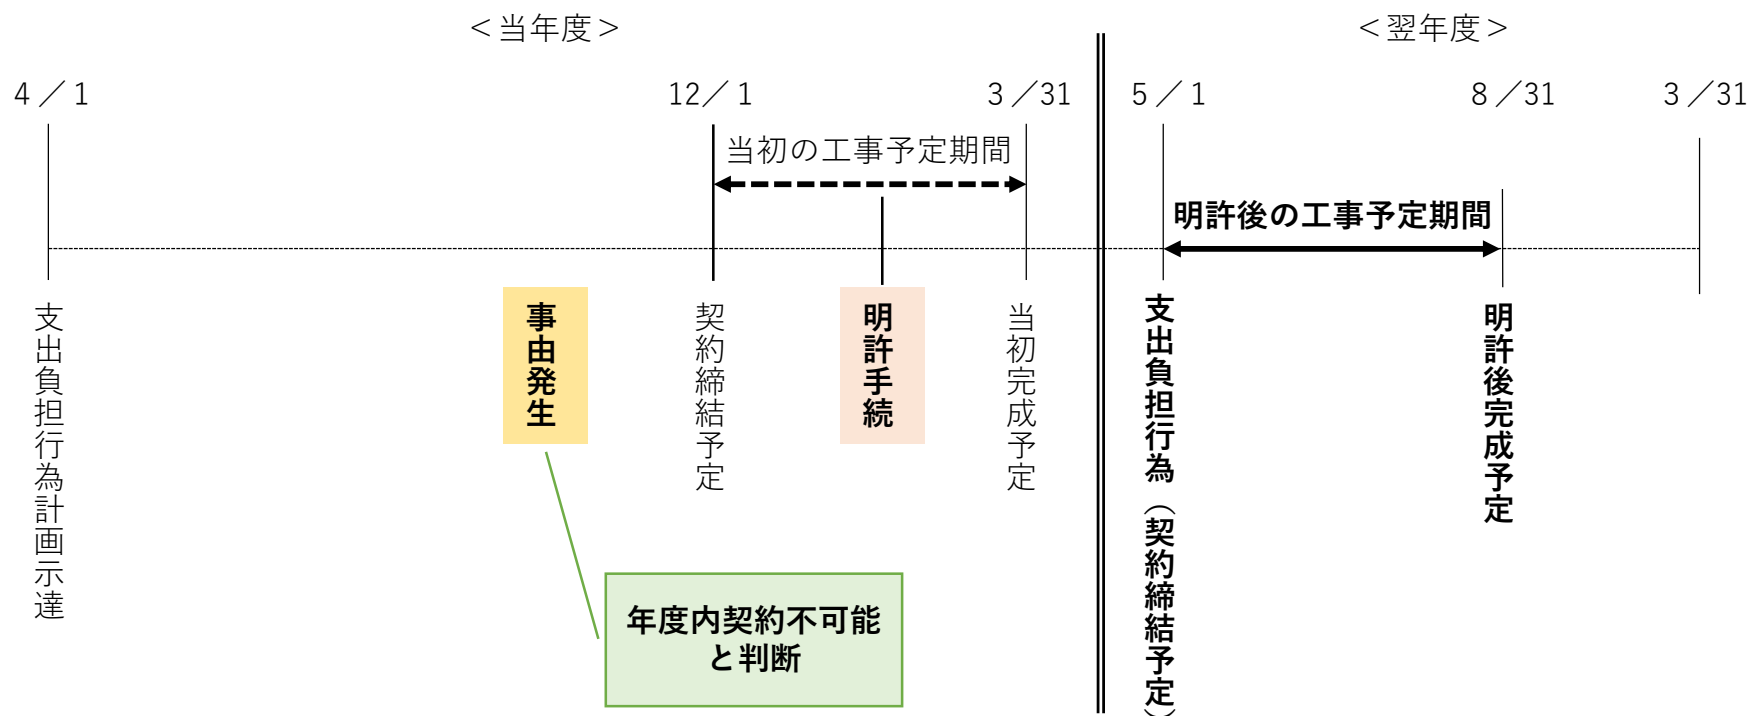 ＜当年度＞
＜翌年度＞
4／1
12／1
3／31
5／1
8／31
3／31
当初の工事予定期間
明許後の工事予定期間
支出負担行為計画示達
事由発生
契約締結予定
明許手続
当初完成予定
支出負担行為（契約締結予定）
明許後完成予定
年度内契約不可能
と判断